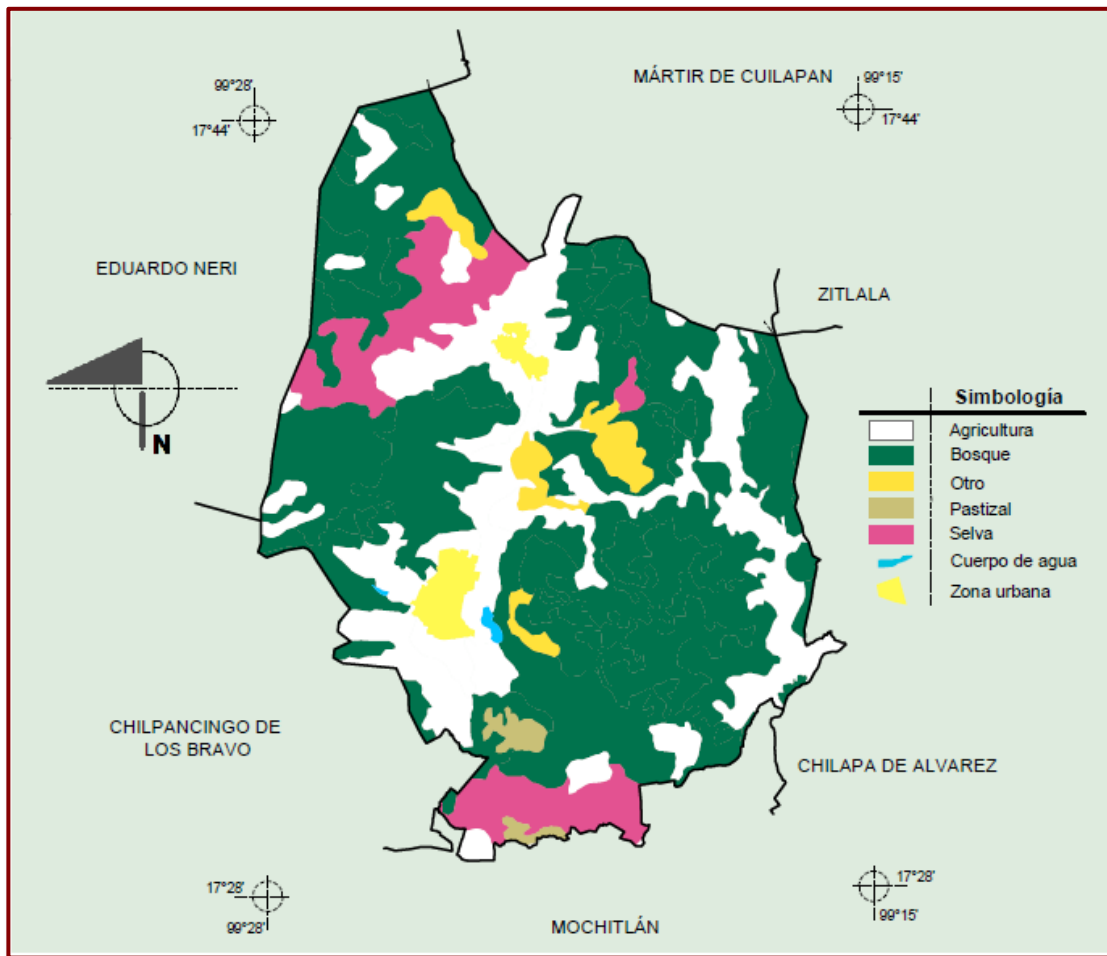 MÁRTIR DE CUILAPAN
99°28'
17°44'
99°15'
17°44'
EDUARDO NERI
ZITLALA
N
Simbología
Agricultura
Bosque
Otro
Pastizal
Selva
Cuerpo de agua
Zona urbana
CHILPANCINGO DE
LOS BRAVO
CHILAPA DE ALVAREZ
17°28'
99°28'
17°28'
99°15'
MOCHITLÁN